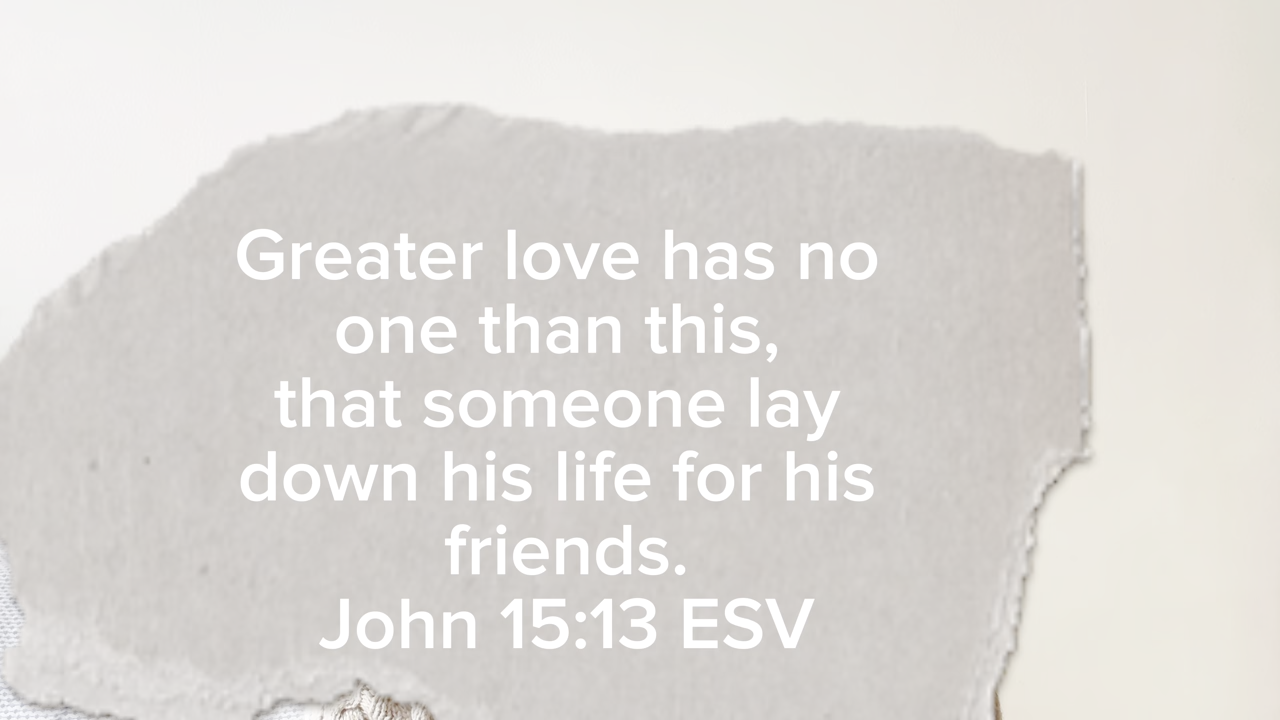 Greater love has no
one than this,
that someone lay
down his life for his
friends.
John 15:13 ESV